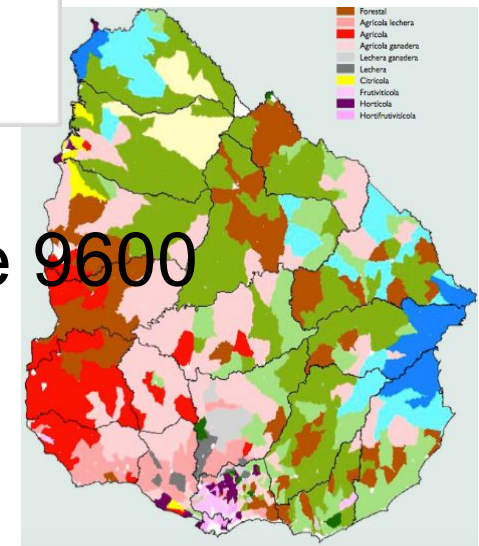 Forestal
Agrícola lechera
Agrícola
Agrícola ganadera
Lechera ganadera
Lechera
Citrícola
Frutivitícola
Hortícola
Hortifrutivitícola
e 9600